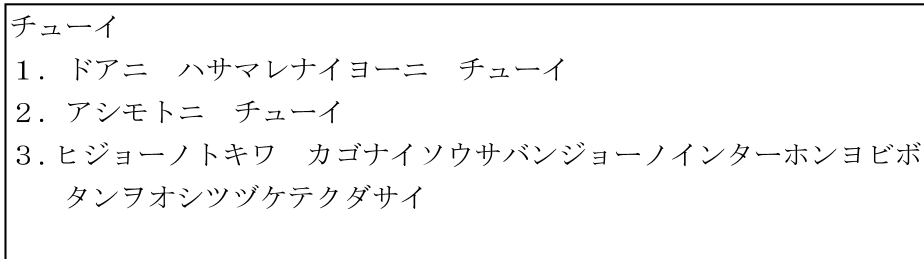 チューイ
１．ドアニ　ハサマレナイヨーニ　チューイ
２．アシモトニ　チューイ
３．ヒジョーノトキワ　カゴナイソウサバンジョーノインターホンヨビボ
タンヲオシツヅケテクダサイ